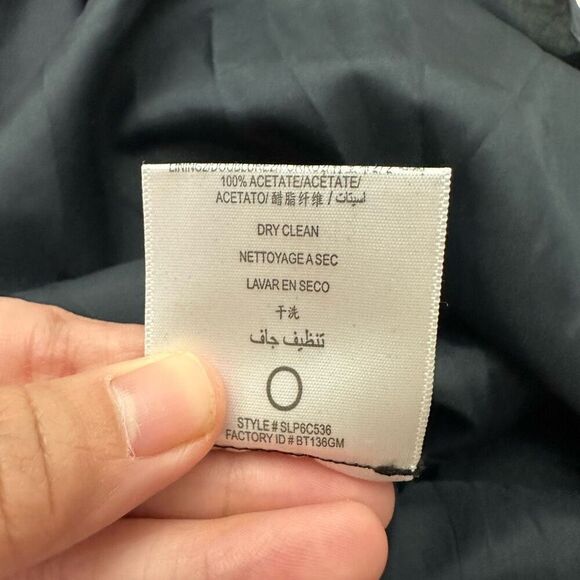 100% ACETATE/ACÉTATE/
ACETATO/醋脂纤维 / اسيتات
DRY CLEAN
NETTOYAGE A SEC
LAVAR EN SECO
干洗
تنظيف جاف
STYLE # SLP6C536
FACTORY ID # BT136GM